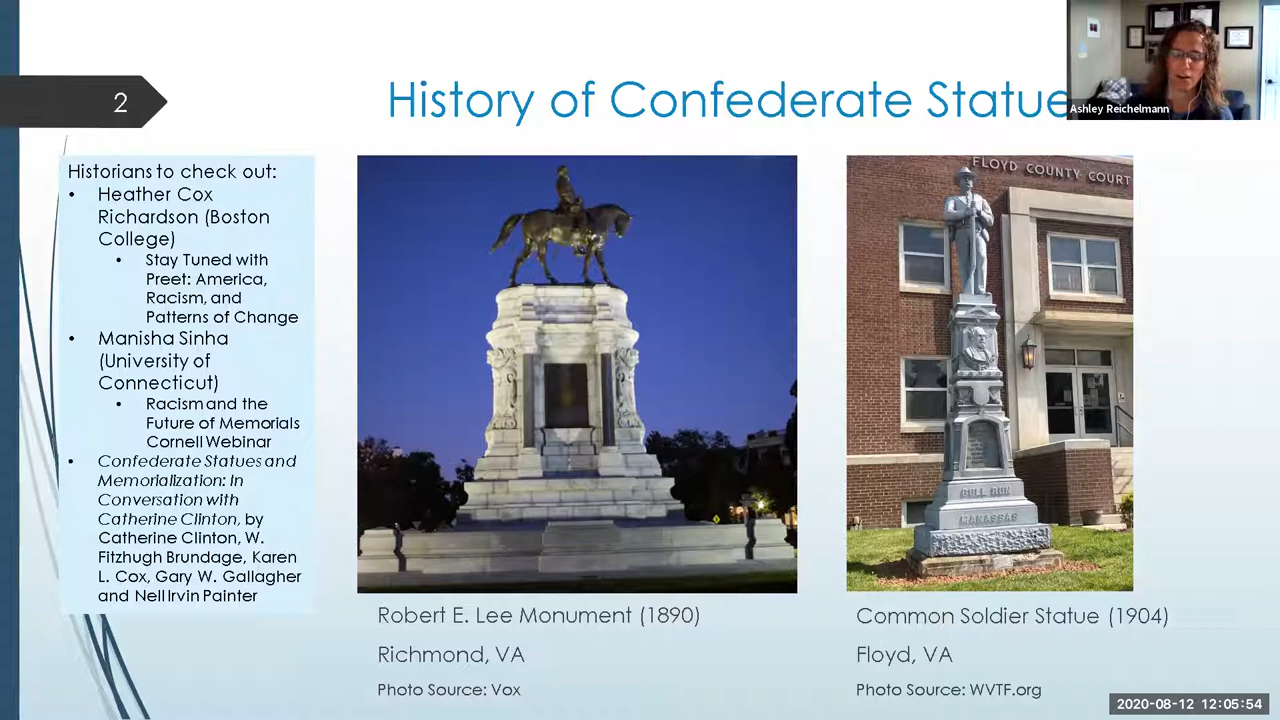 2
History of Confederate Statue
Ashley Reichelmann
Historians to check out:
• Heather Cox
Richardson (Boston
College)
• Stay Tuned with
Preet: America,
Racism, and
Patterns of Change
• Manisha Sinha
(University of
Connecticut)
• Racism and the
Future of Memorials
Cornell Webinar
• Confederate Statues and
Memorialization: In
Conversation with
Catherine Clinton, by
Catherine Clinton, W.
Fitzhugh Brundage, Karen
L. Cox, Gary W. Gallagher
and Nell Irvin Painter
FLOYD COUNTY COURT
BULL RUN
MANASSAS
Robert E. Lee Monument (1890)
Richmond, VA
Photo Source: Vox
Common Soldier Statue (1904)
Floyd, VA
Photo Source: WVTF.org
2020-08-12 12:05:54